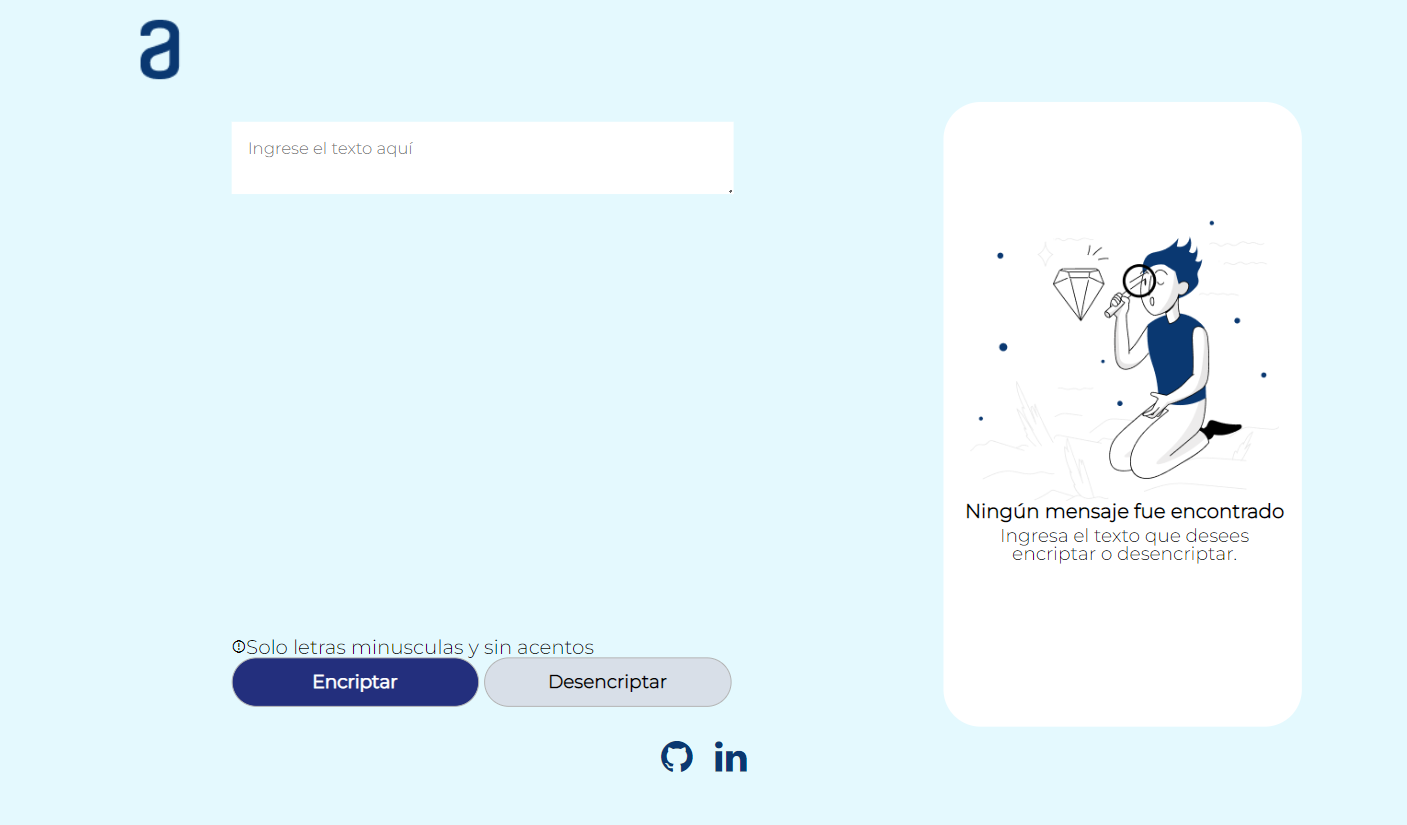 a
Ingrese el texto aquí
Ningún mensaje fue encontrado
Ingresa el texto que desees
encriptar o desencriptar.
Solo letras minusculas y sin acentos
Encriptar Desencriptar
in